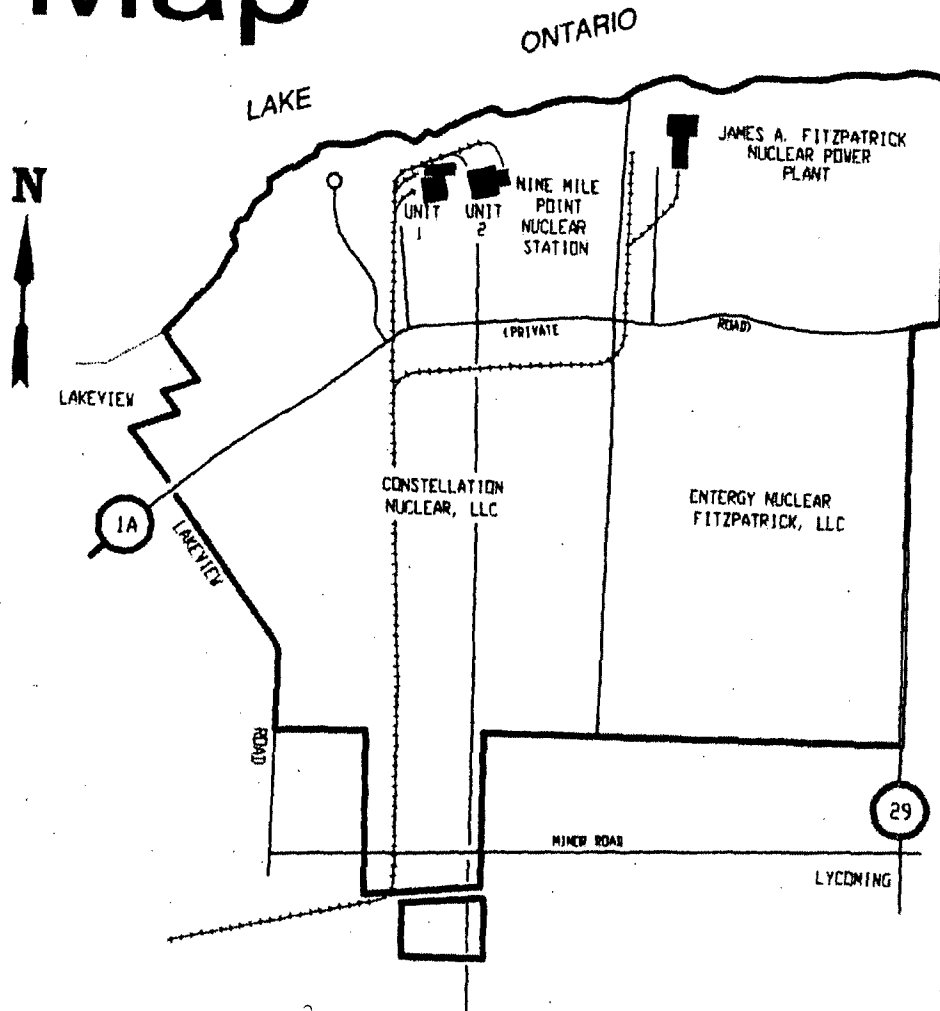 Map
ONTARIO
LAKE
N
JAMES A. FITZPATRICK
NUCLEAR POWER
PLANT
NINE MILE
POINT
NUCLEAR
STATION
UNIT
1
UNIT
2
(PRIVATE
ROAD)
LAKEVIEW
CONSTELLATION
NUCLEAR, LLC
ENTERGY NUCLEAR
FITZPATRICK, LLC
1A
LAKEVIEW
ROAD
29
MINOR ROAD
LYCOMING